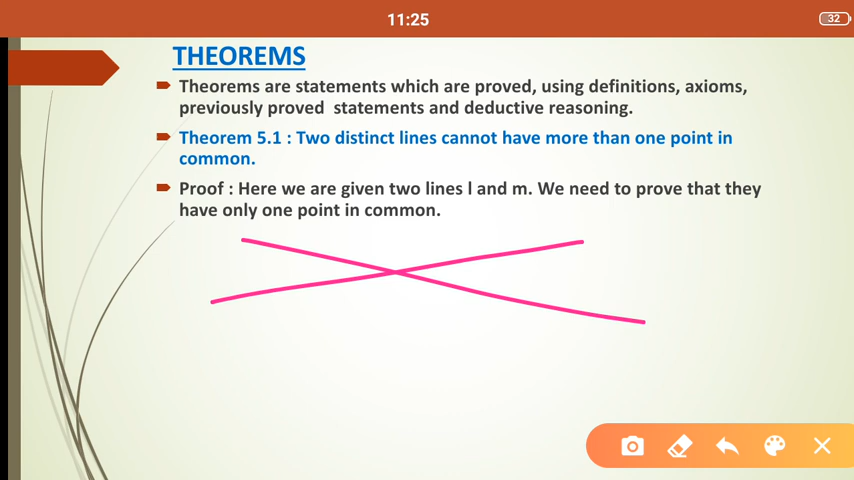 11:25
32
THEOREMS
Theorems are statements which are proved, using definitions, axioms,
previously proved statements and deductive reasoning.
Theorem 5.1 : Two distinct lines cannot have more than one point in
common.
Proof : Here we are given two lines l and m. We need to prove that they
have only one point in common.